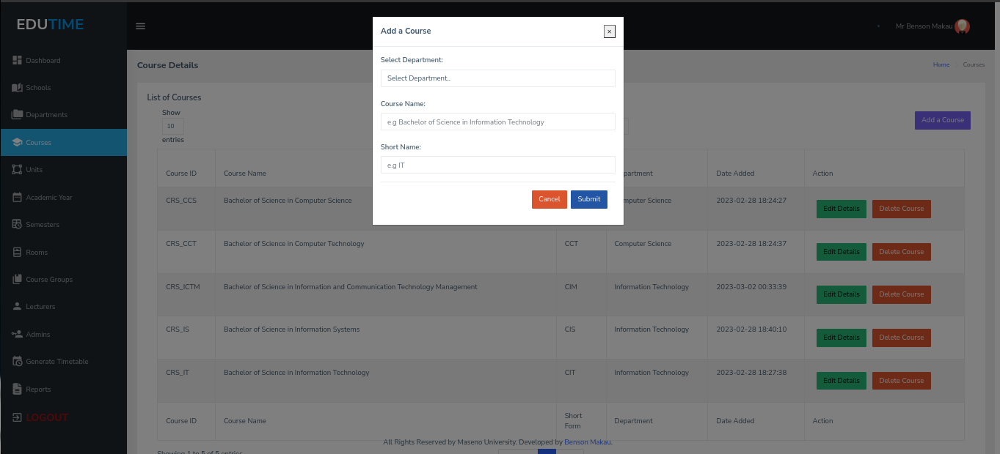 EDUTIME
Mr Benson Makau
Dashboard
Schools
Departments
Courses
Units
Academic Year
Semesters
Rooms
Course Groups
Lecturers
Admins
Generate Timetable
Reports
LOGOUT
Course Details
Home Courses
List of Courses
Show
10
entries
Add a Course
Add a Course
×
Select Department:
Select Department..
Course Name:
e.g Bachelor of Science in Information Technology
Short Name:
e.g IT
Cancel Submit
Course ID Course Name partment Date Added Action
CRS_CCS Bachelor of Science in Computer Science mputer Science 2023-02-28 18:24:27 Edit Details Delete Course
CRS_CCT Bachelor of Science in Computer Technology CCT Computer Science 2023-02-28 18:24:37 Edit Details Delete Course
CRS_ICTM Bachelor of Science in Information and Communication Technology Management CIM Information Technology 2023-03-02 00:33:39 Edit Details Delete Course
CRS_IS Bachelor of Science in Information Systems CIS Information Technology 2023-02-28 18:40:10 Edit Details Delete Course
CRS_IT Bachelor of Science in Information Technology CIT Information Technology 2023-02-28 18:27:38 Edit Details Delete Course
Course ID Course Name Short Form Department Date Added Action
All Rights Reserved by Maseno University. Developed by Benson Makau.
Showing 1 to 5 of 5 entries